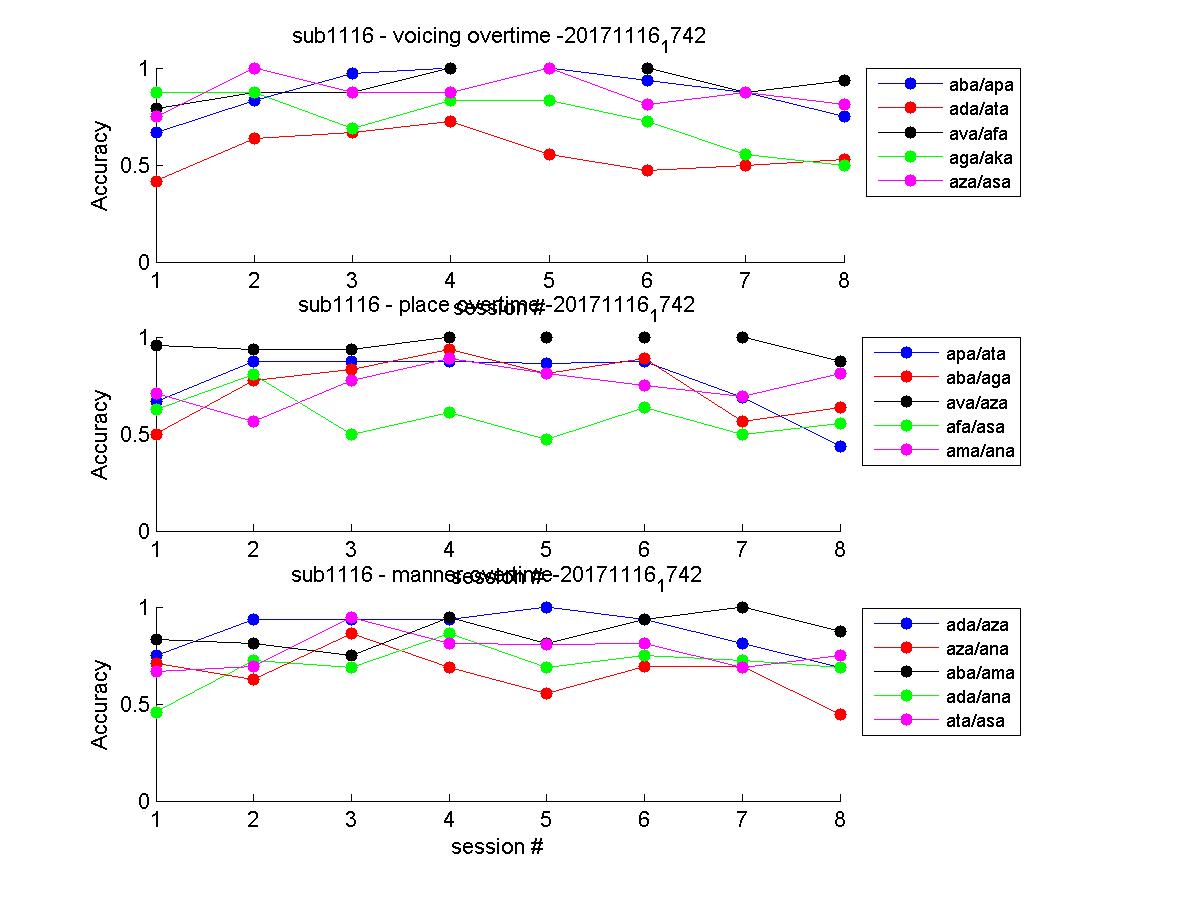 sub1116 - voicing overtime -20171116₁742
1
0.5
0
Accuracy
1 2 3 4 5 6 7 8
session #
aba/apa
ada/ata
ava/afa
aga/aka
aza/asa
sub1116 - place overtime -20171116₁742
1
0.5
0
Accuracy
1 2 3 4 5 6 7 8
session #
apa/ata
aba/aga
ava/aza
afa/asa
ama/ana
sub1116 - manner overtime -20171116₁742
1
0.5
0
Accuracy
1 2 3 4 5 6 7 8
session #
ada/aza
aza/ana
aba/ama
ada/ana
ata/asa